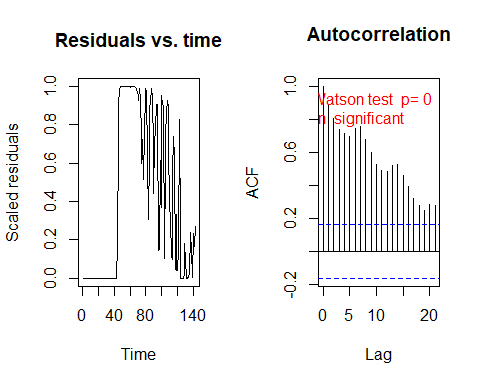 Residuals vs. time
Scaled residuals
0.0 0.2 0.4 0.6 0.8 1.0
0 40 80 140
Time
Autocorrelation
Watson test p= 0
n significant
ACF
-0.2 0.2 0.6 1.0
0 5 10 20
Lag